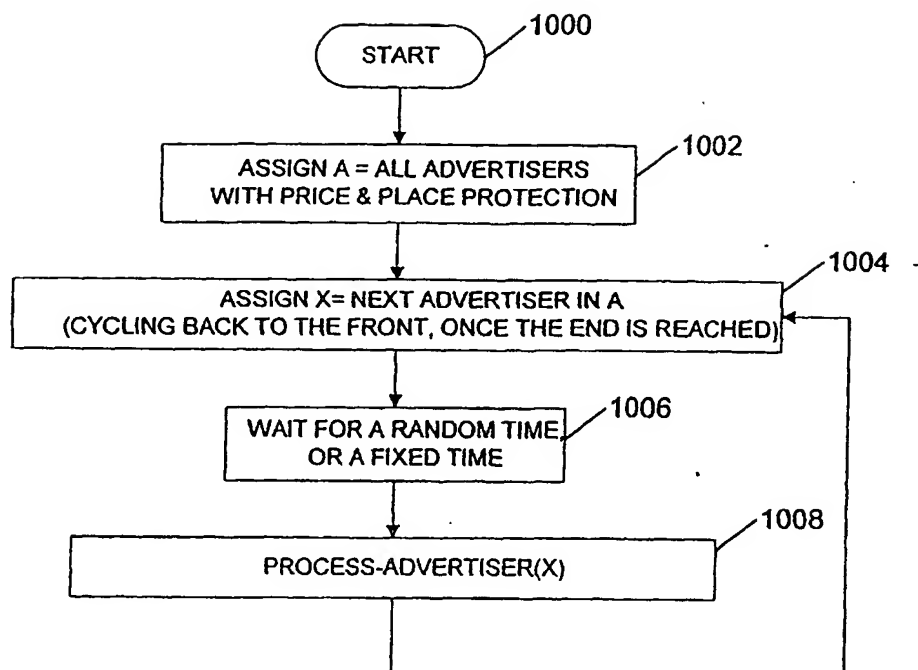 1000
START
1002
ASSIGN A = ALL ADVERTISERS
WITH PRICE & PLACE PROTECTION
1004
ASSIGN X= NEXT ADVERTISER IN A
(CYCLING BACK TO THE FRONT, ONCE THE END IS REACHED)
1006
WAIT FOR A RANDOM TIME
OR A FIXED TIME
1008
PROCESS-ADVERTISER(X)